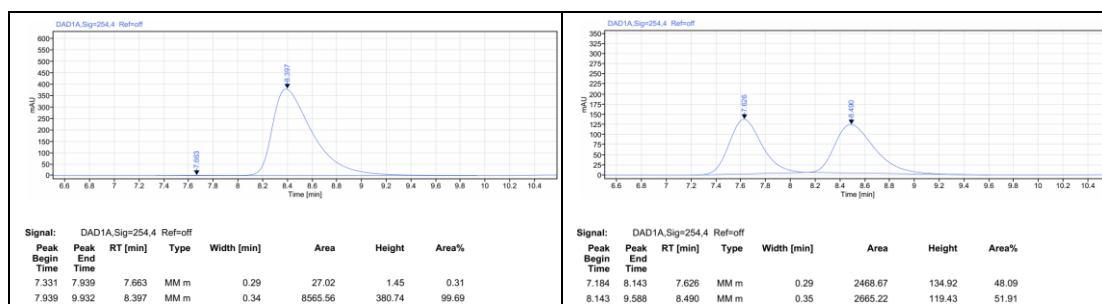 DAD1A,Sig=254,4 Ref=off
600
550
500
450
400
350
300
250
200
150
100
50
0
mAU
7.663
8.397
6.6 6.8 7 7.2 7.4 7.6 7.8 8 8.2 8.4 8.6 8.8 9 9.2 9.4 9.6 9.8 10 10.2 10.4
Time [min]
Signal: DAD1A,Sig=254,4 Ref=off
Peak Begin Time Peak End Time RT [min] Type Width [min] Area Height Area%
7.331 7.939 7.663 MM m 0.29 27.02 1.45 0.31
7.939 9.932 8.397 MM m 0.34 8565.56 380.74 99.69
DAD1A,Sig=254,4 Ref=off
350
325
300
275
250
225
200
175
150
125
100
75
50
25
0
mAU
7.626
8.490
6.6 6.8 7 7.2 7.4 7.6 7.8 8 8.2 8.4 8.6 8.8 9 9.2 9.4 9.6 9.8 10 10.2 10.4
Time [min]
Signal: DAD1A,Sig=254,4 Ref=off
Peak Begin Time Peak End Time RT [min] Type Width [min] Area Height Area%
7.184 8.143 7.626 MM m 0.29 2468.67 134.92 48.09
8.143 9.588 8.490 MM m 0.35 2665.22 119.43 51.91